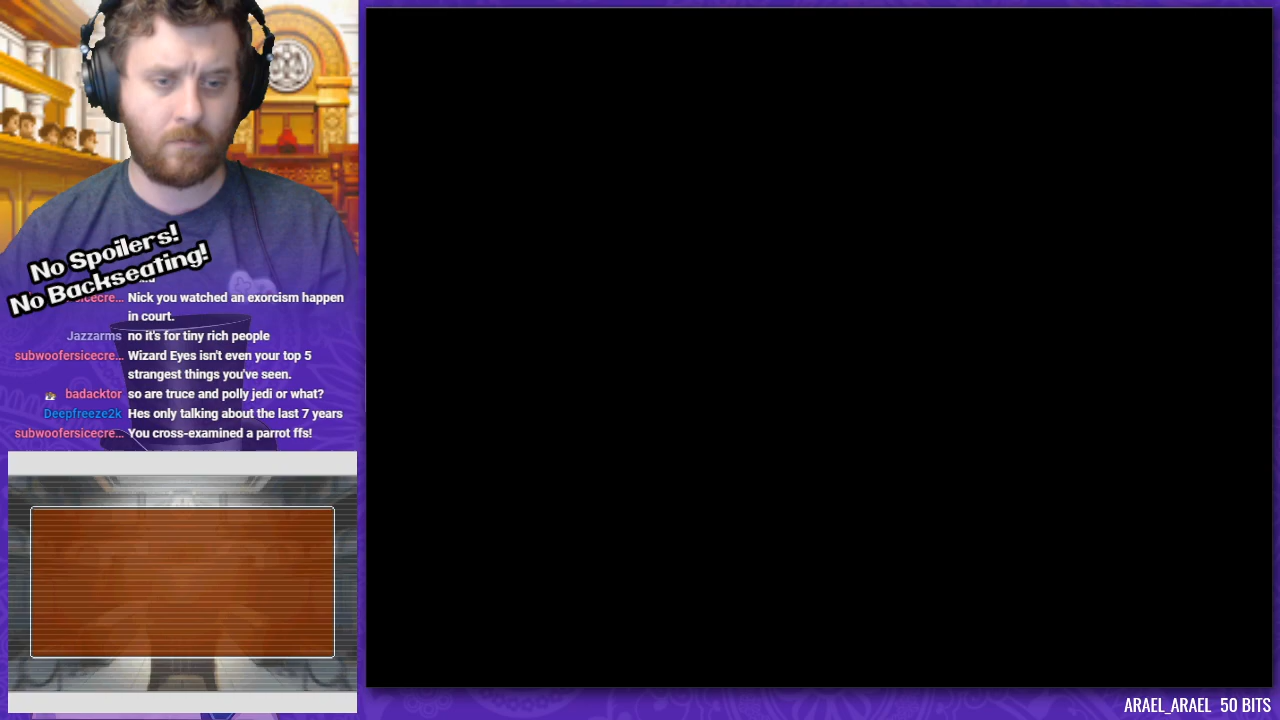 No Spoilers!
No Backseating!
Nick you watched an exorcism happen
in court.
Jazzarms no it's for tiny rich people
subwoofersicecre... Wizard Eyes isn't even your top 5
strangest things you've seen.
badacktor so are truce and polly jedi or what?
Deepfreeze2k Hes only talking about the last 7 years
subwoofersicecre... You cross-examined a parrot ffs!
ARAEL_ARAEL 50 BITS